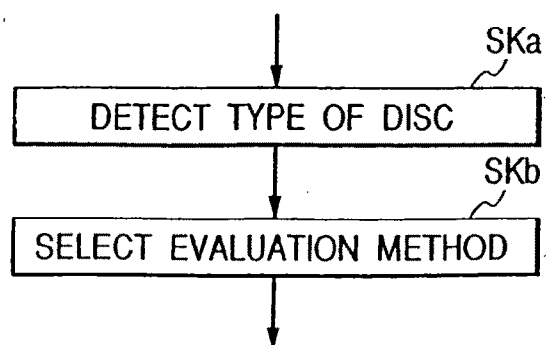 SKa
DETECT TYPE OF DISC
SKb
SELECT EVALUATION METHOD